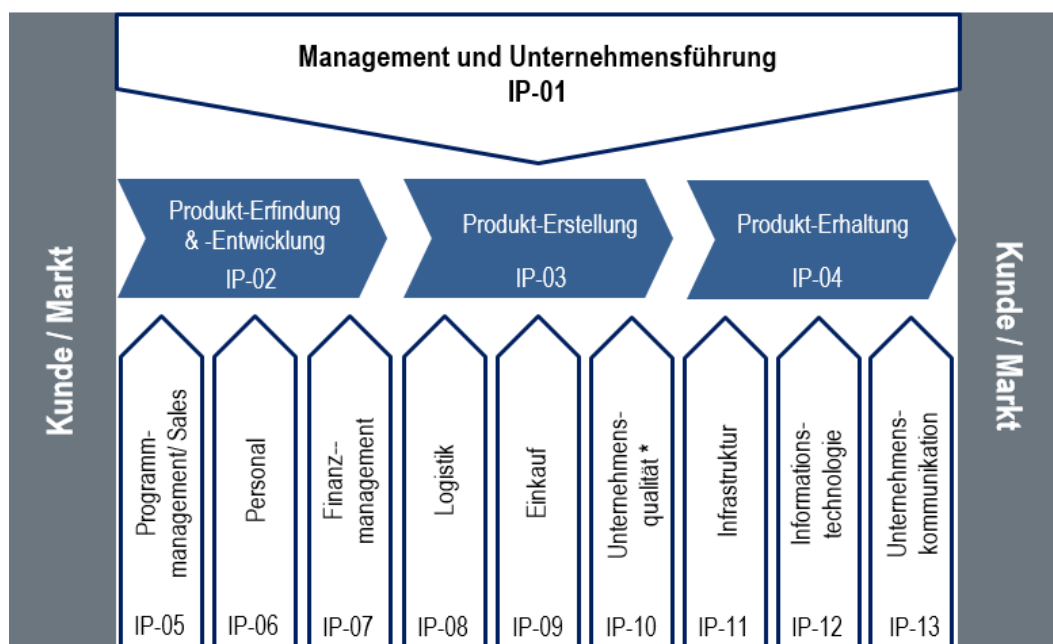 Management und Unternehmensführung
IP-01
Kunde / Markt
Produkt-Erfindung
& -Entwicklung
IP-02
Produkt-Erstellung
IP-03
Produkt-Erhaltung
IP-04
Kunde / Markt
Programm-
management/ Sales
IP-05
Personal
IP-06
Finanz--
management
IP-07
Logistik
IP-08
Einkauf
IP-09
Unternehmens-
qualität *
IP-10
Infrastruktur
IP-11
Informations-
technologie
IP-12
Unternehmens-
kommunikation
IP-13